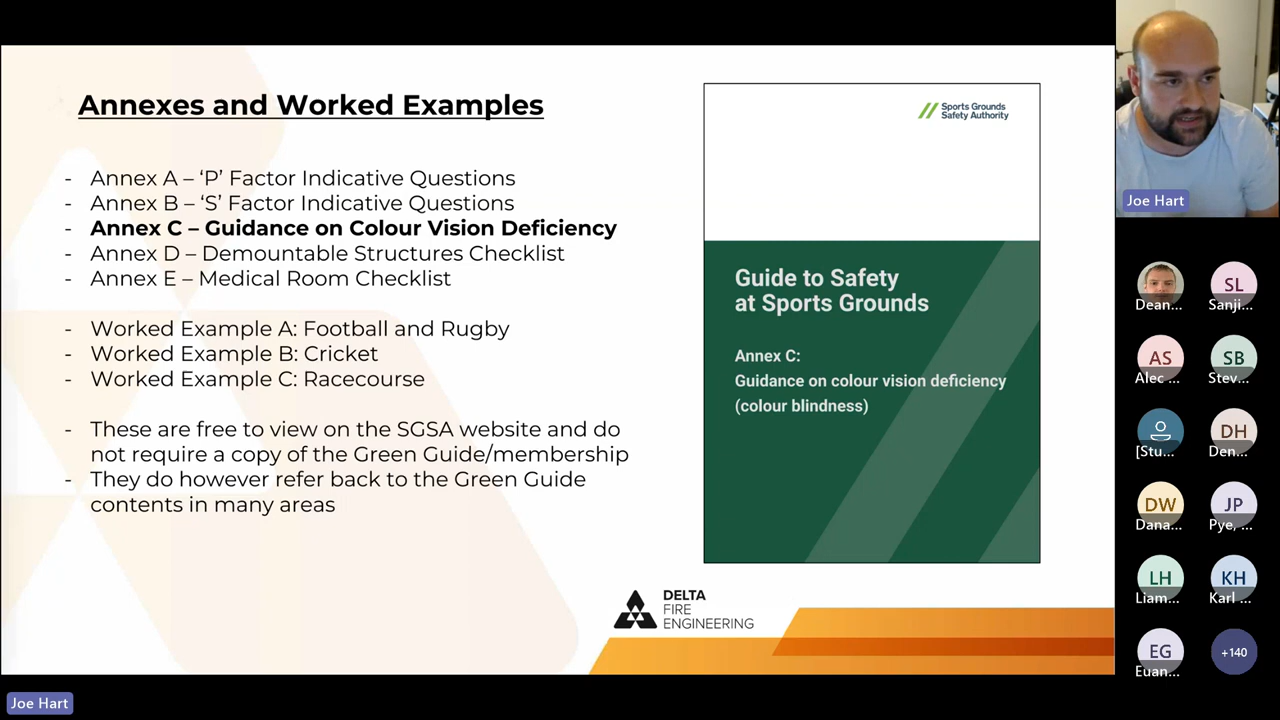 Annexes and Worked Examples
- Annex A – ‘P’ Factor Indicative Questions
- Annex B – ‘S’ Factor Indicative Questions
- Annex C – Guidance on Colour Vision Deficiency
- Annex D – Demountable Structures Checklist
- Annex E – Medical Room Checklist
- Worked Example A: Football and Rugby
- Worked Example B: Cricket
- Worked Example C: Racecourse
- These are free to view on the SGSA website and do
not require a copy of the Green Guide/membership
- They do however refer back to the Green Guide
contents in many areas
Sports Grounds
Safety Authority
Guide to Safety
at Sports Grounds
Annex C:
Guidance on colour vision deficiency
(colour blindness)
DELTA
FIRE
ENGINEERING
Joe Hart
Dean...
SL
Sanji...
AS
Alec ...
SB
Stev...
[Stu...
DH
Den...
DW
Dana...
JP
Pye, ...
LH
Liam...
KH
Karl ...
EG
Euan...
+140
Joe Hart